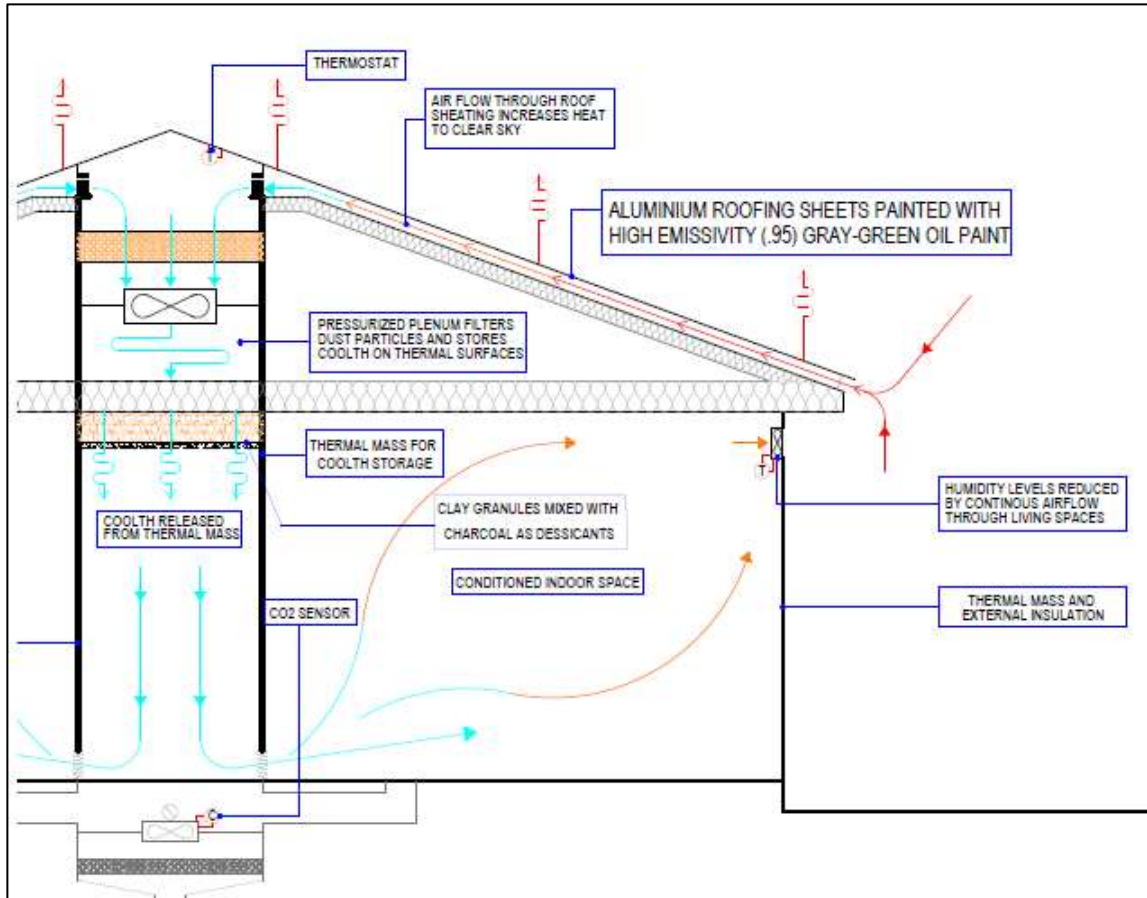 THERMOSTAT
AIR FLOW THROUGH ROOF
SHEATING INCREASES HEAT
TO CLEAR SKY
ALUMINIUM ROOFING SHEETS PAINTED WITH
HIGH EMISSIVITY (.95) GRAY-GREEN OIL PAINT
T
PRESSURIZED PLENUM FILTERS
DUST PARTICLES AND STORES
COOLTH ON THERMAL SURFACES
THERMAL MASS FOR
COOLTH STORAGE
T
HUMIDITY LEVELS REDUCED
BY CONTINOUS AIRFLOW
THROUGH LIVING SPACES
CLAY GRANULES MIXED WITH
CHARCOAL AS DESSICANTS
COOLTH RELEASED
FROM THERMAL MASS
CONDITIONED INDOOR SPACE
CO2 SENSOR
THERMAL MASS AND
EXTERNAL INSULATION
C